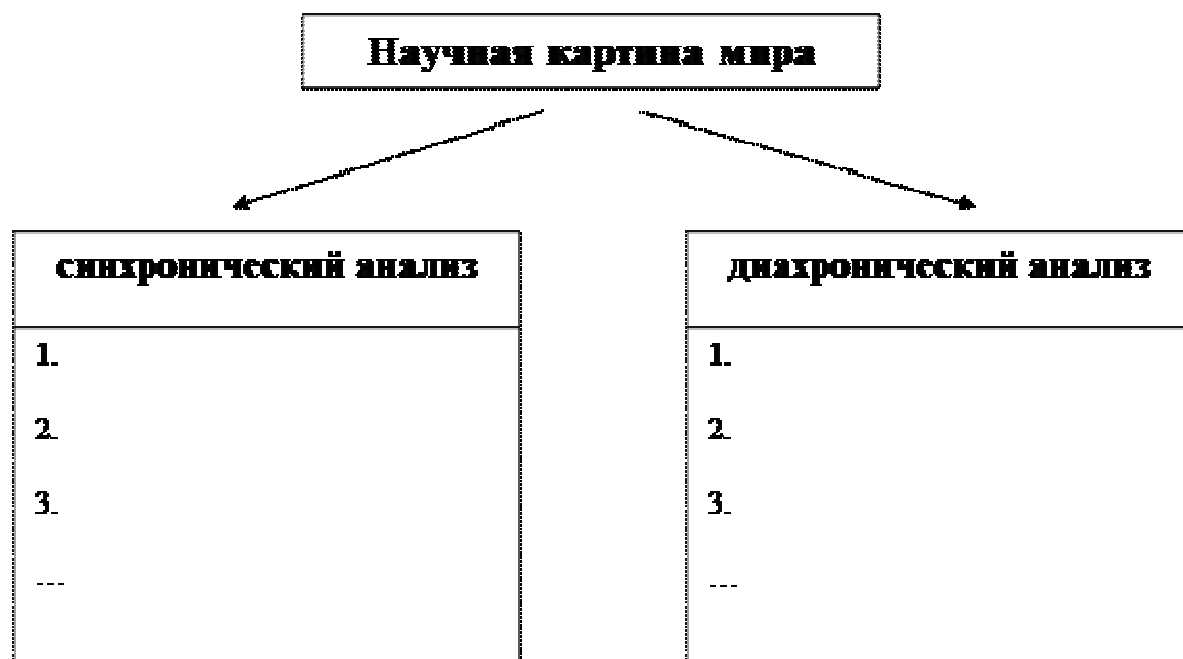 Научная картина мира
синхронический анализ
1.
2.
3.
---
диахронический анализ
1.
2.
3.
---